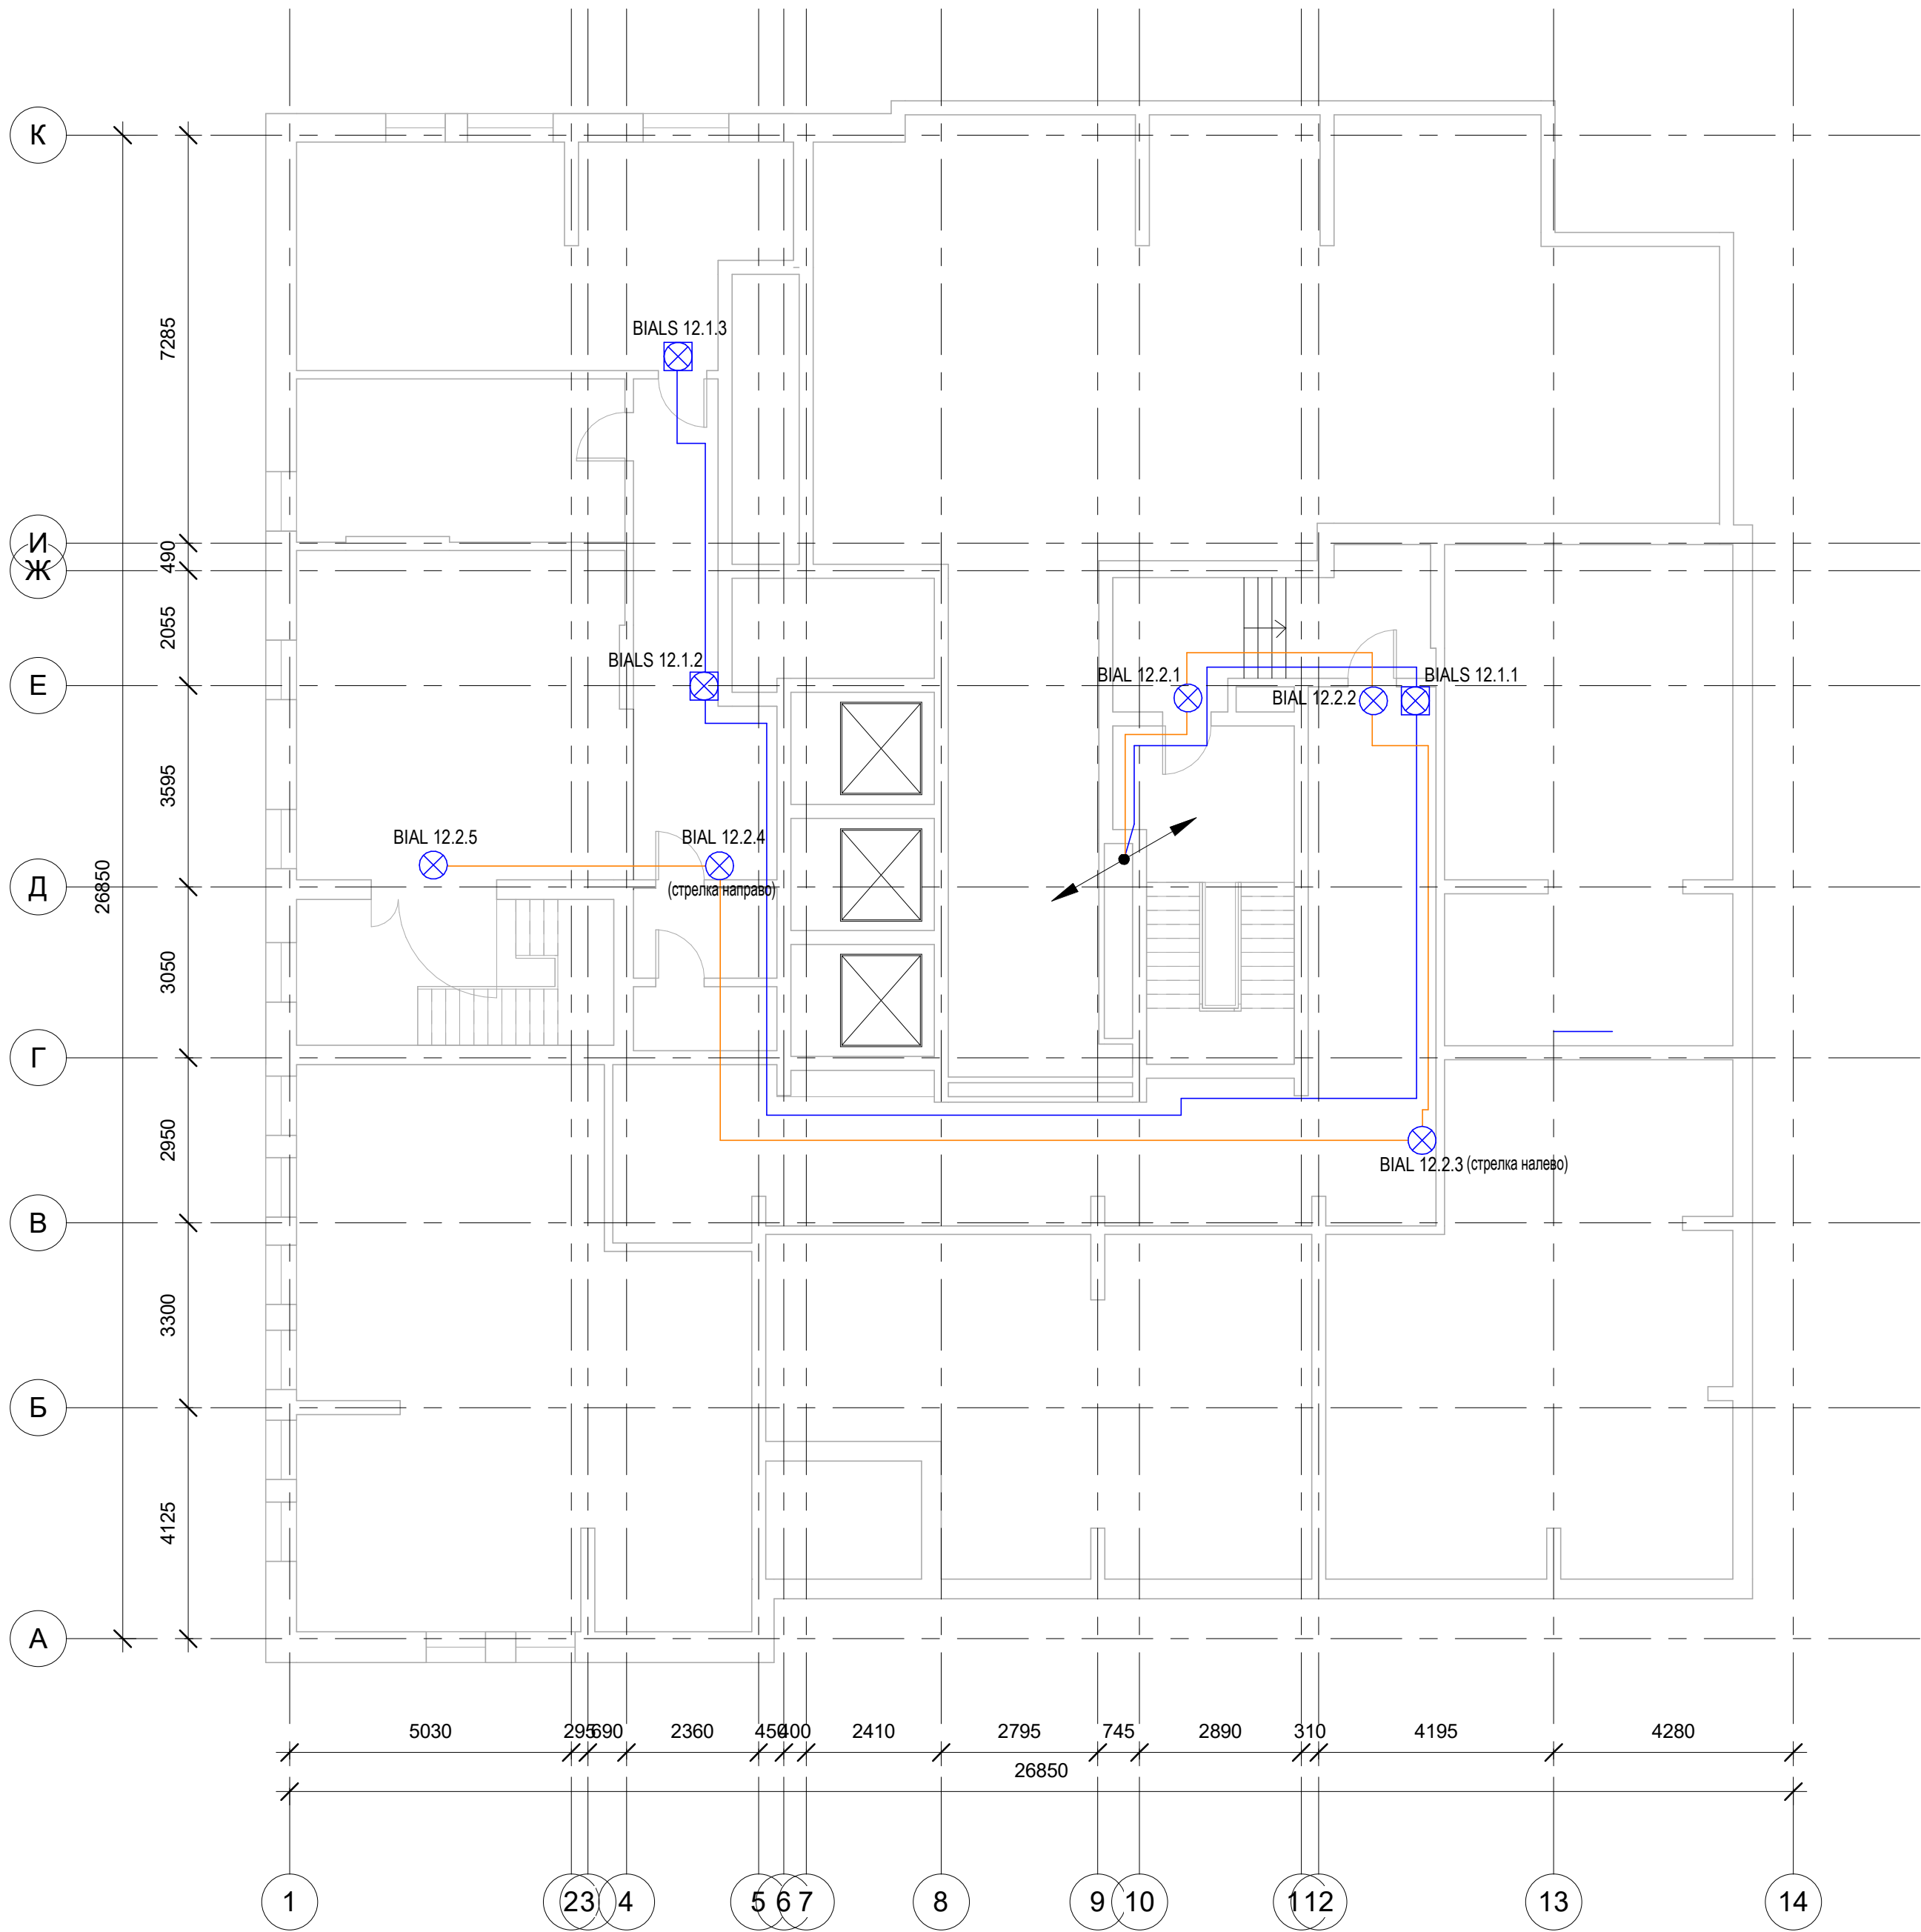 К
7285
BIALS 12.1.3
И
490
Ж
2055
BIALS 12.1.2
BIAL 12.2.1
BIALS 12.1.1
Е
BIAL 12.2.2
3595
BIAL 12.2.5
BIAL 12.2.4
26850
Д
(стрелка направо)
3050
Г
2950
BIAL 12.2.3 (стрелка налево)
В
3300
Б
4125
А
5030 295 690 2360 450 400 2410 2795 745 2890 310 4195 4280
26850
1 2 3 4 5 6 7 8 9 10 11 12 13 14